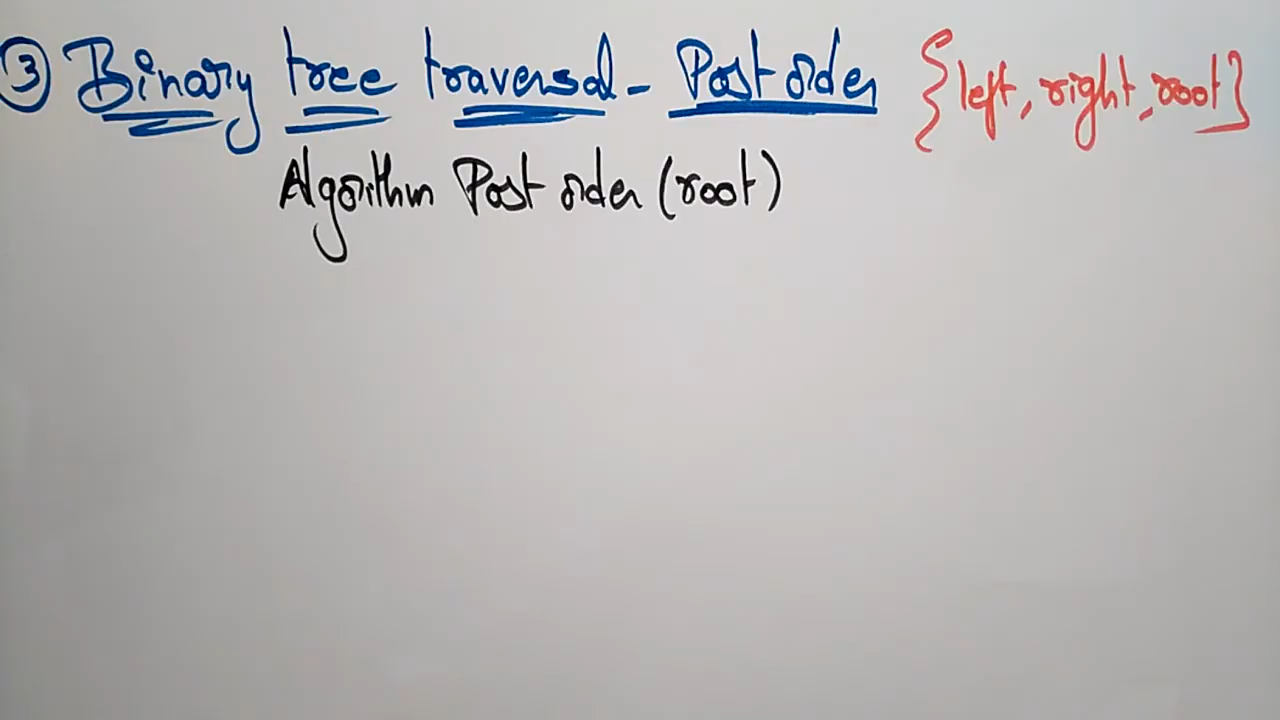 ③ Binary tree traversal - Post order {left, right, root}
Algorithm Post order (root)